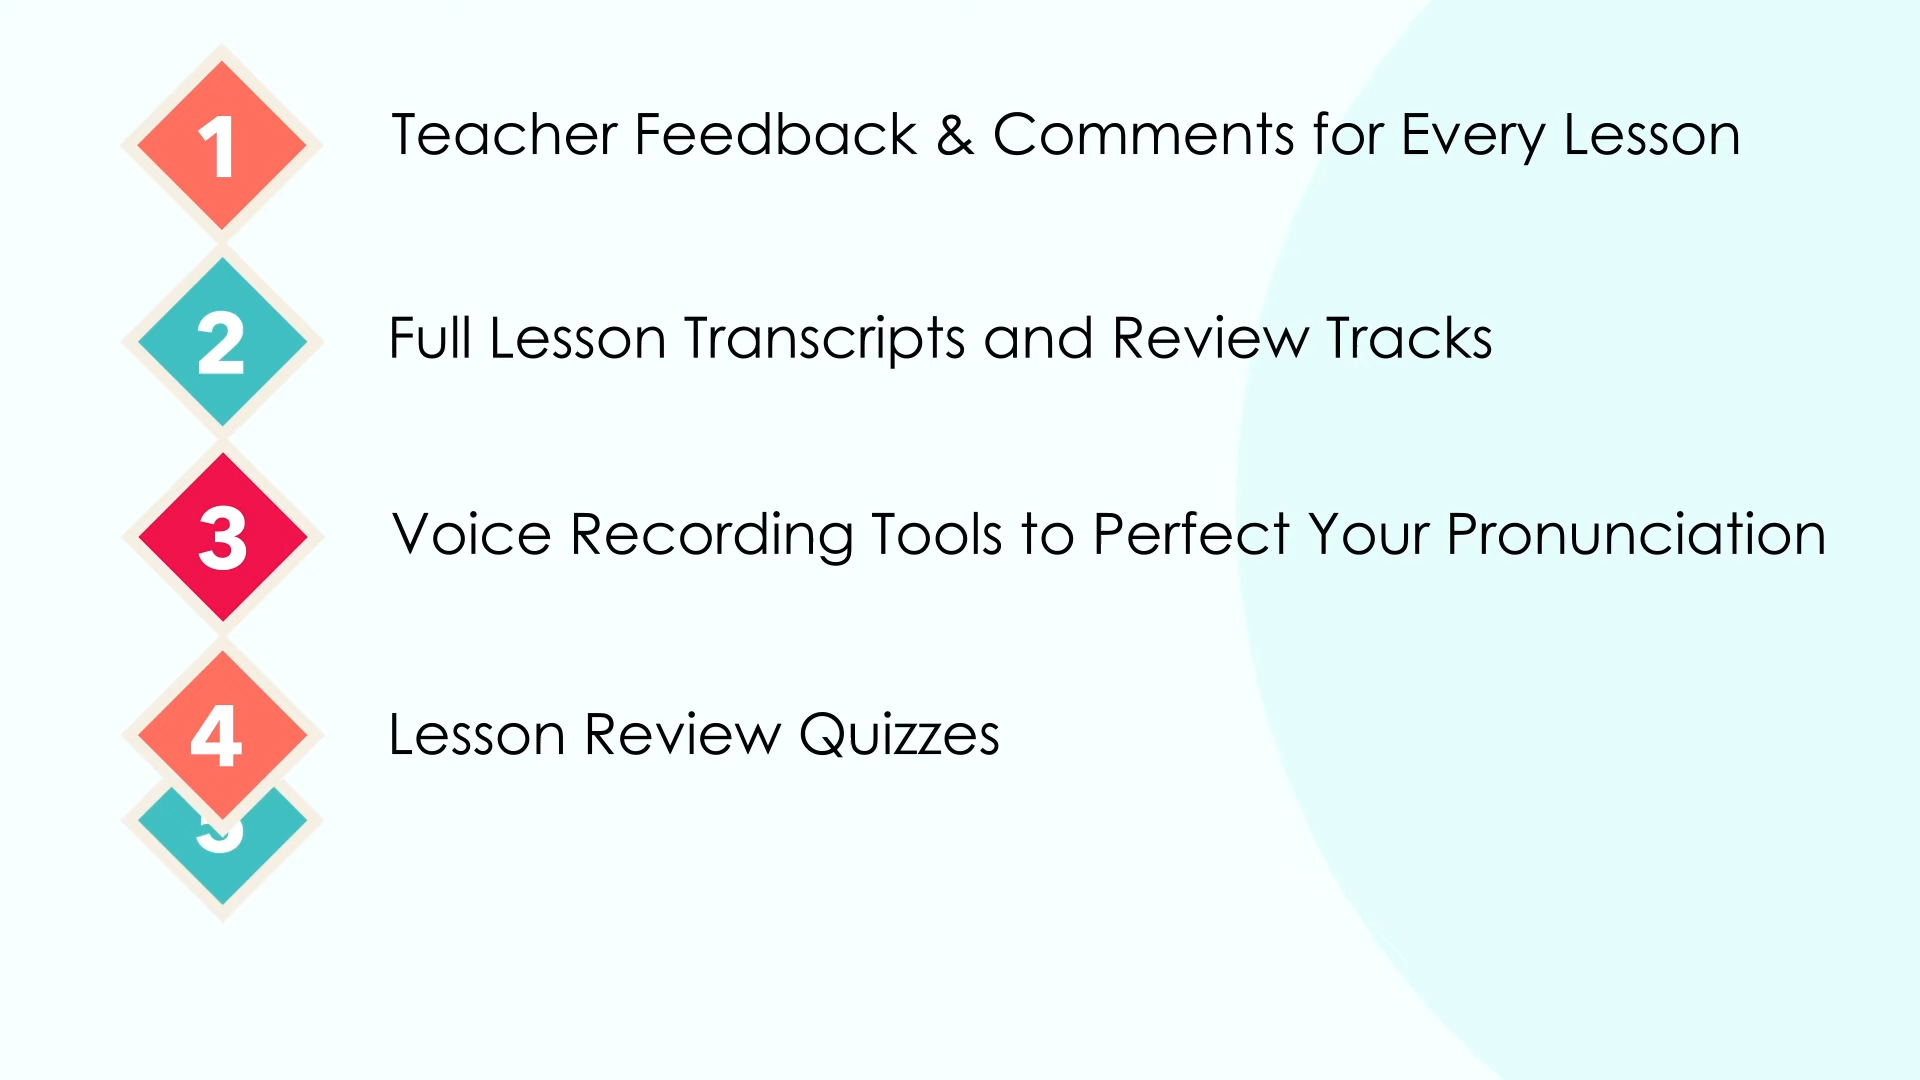 1 Teacher Feedback & Comments for Every Lesson
2 Full Lesson Transcripts and Review Tracks
3 Voice Recording Tools to Perfect Your Pronunciation
4 Lesson Review Quizzes
5